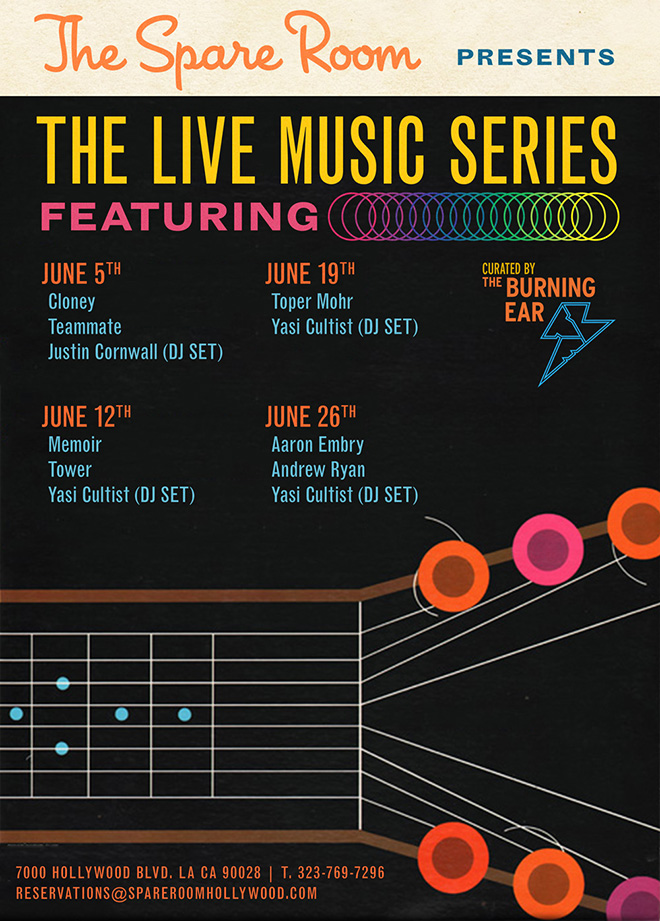 The Spare Room PRESENTS
THE LIVE MUSIC SERIES
FEATURING
JUNE 5TH
Cloney
Teammate
Justin Cornwall (DJ SET)
JUNE 19TH
Toper Mohr
Yasi Cultist (DJ SET)
CURATED BY
THE BURNING
EAR
JUNE 12TH
Memoir
Tower
Yasi Cultist (DJ SET)
JUNE 26TH
Aaron Embry
Andrew Ryan
Yasi Cultist (DJ SET)
7000 HOLLYWOOD BLVD. LA CA 90028 | T. 323-769-7296
RESERVATIONS@SPAREROOMHOLLYWOOD.COM